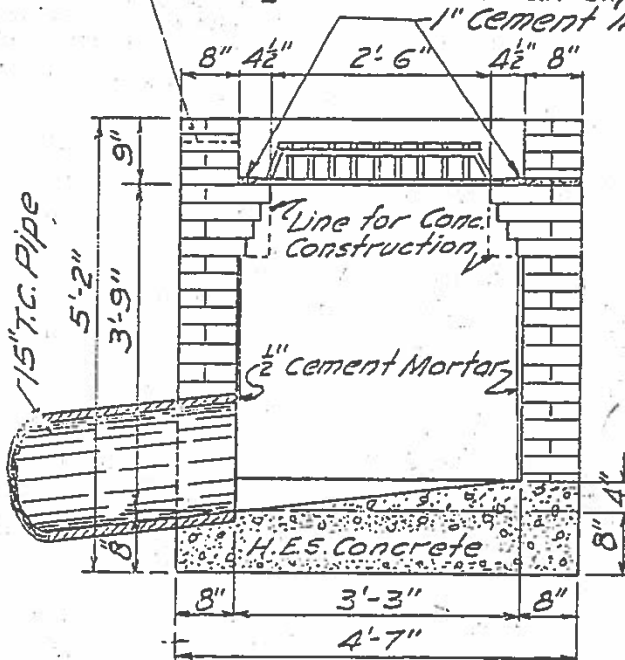 1" Cement
8" 4½" 2'-6" 4½" 8"
9"
15" T.C. Pipe
5'-2"
3'-9"
Line for Conc.
Construction
½" Cement Mortar
4"
8"
8"
H.E.S. Concrete
8" 3'-3" 8"
4'-7"